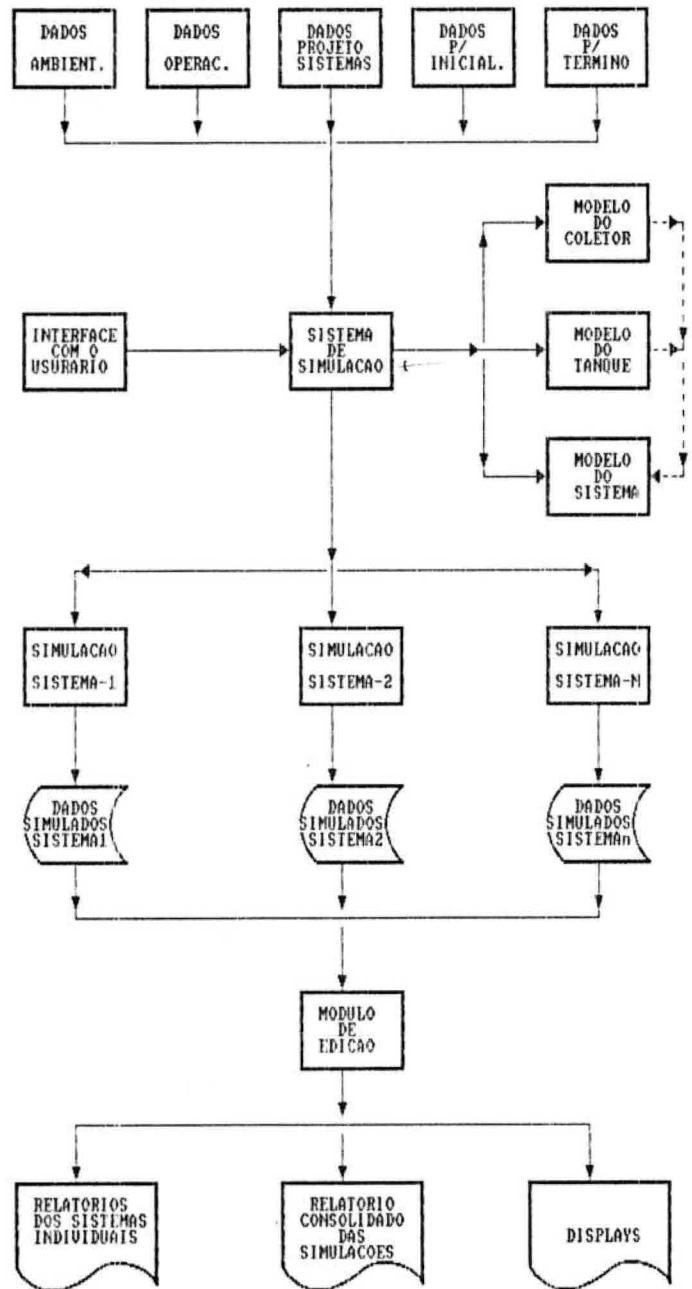 DADOS
AMBIENT.
DADOS
OPERAC.
DADOS
PROJETO
SISTEMAS
DADOS
P/
INICIAL.
DADOS
P/
TERMINO
MODELO
DO
COLETOR
INTERFACE
COM O
USURARIO
SISTEMA
DE
SIMULACAO
MODELO
DO
TANQUE
MODELO
DO
SISTEMA
SIMULACAO
SISTEMA-1
SIMULACAO
SISTEMA-2
SIMULACAO
SISTEMA-N
DADOS
SIMULADOS
SISTEMA1
DADOS
SIMULADOS
SISTEMA2
DADOS
SIMULADOS
SISTEMAn
MODULO
DE
EDICAO
RELATORIOS
DOS SISTEMAS
INDIVIDUAIS
RELATORIO
CONSOLIDADO
DAS
SIMULACOES
DISPLAYS